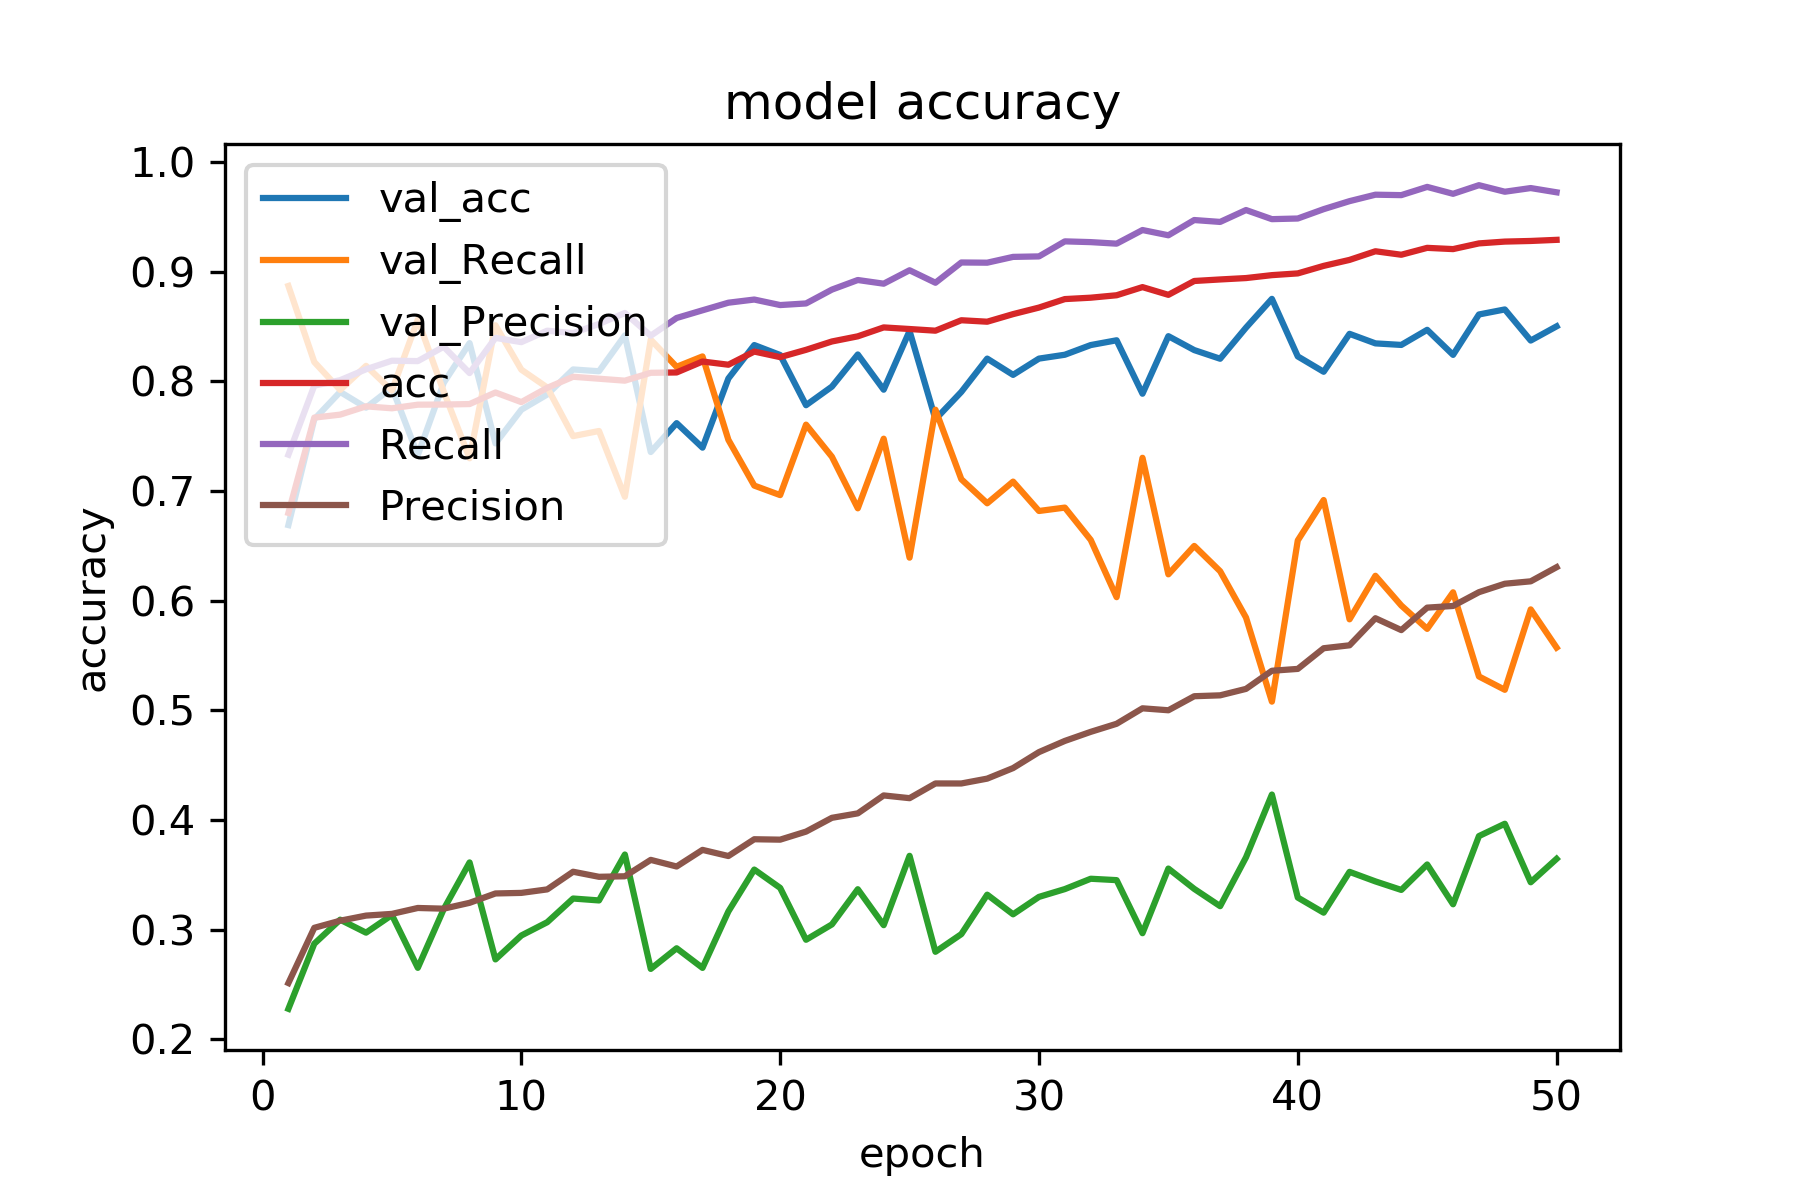 model accuracy
1.0
0.9
0.8
0.7
0.6
0.5
0.4
0.3
0.2
accuracy
val_acc
val_Recall
val_Precision
acc
Recall
Precision
0 10 20 30 40 50
epoch